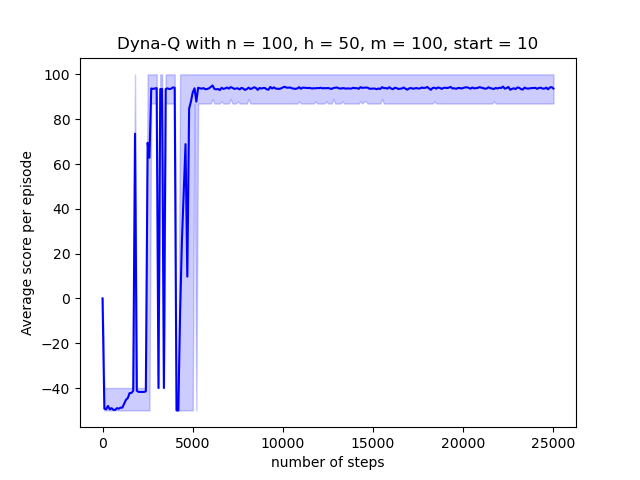 Dyna-Q with n = 100, h = 50, m = 100, start = 10
100
80
60
40
20
0
−20
−40
Average score per episode
0 5000 10000 15000 20000 25000
number of steps